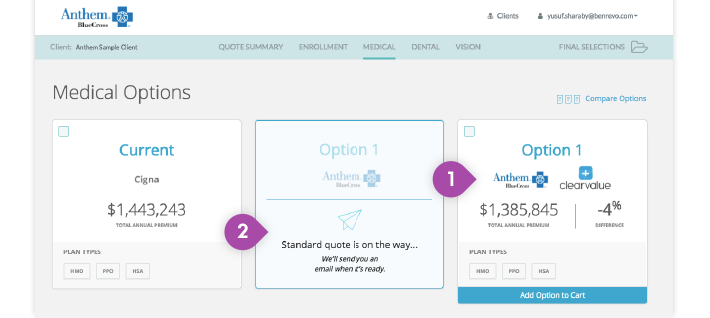 Anthem.
BlueCross
Clients
yusuf.sharaby@benrevo.com
Client: Anthem Sample Client
QUOTE SUMMARY
ENROLLMENT
MEDICAL
DENTAL
VISION
FINAL SELECTIONS
Medical Options
Compare Options
Current
Cigna
$1,443,243
TOTAL ANNUAL PREMIUM
PLAN TYPES
HMO
PPO
HSA
Option 1
Anthem.
BlueCross
2
Standard quote is on the way...
We'll send you an
email when it's ready.
1
Option 1
Anthem.
BlueCross
clearvalue
$1,385,845
TOTAL ANNUAL PREMIUM
-4%
DIFFERENCE
PLAN TYPES
HMO
PPO
HSA
Add Option to Cart